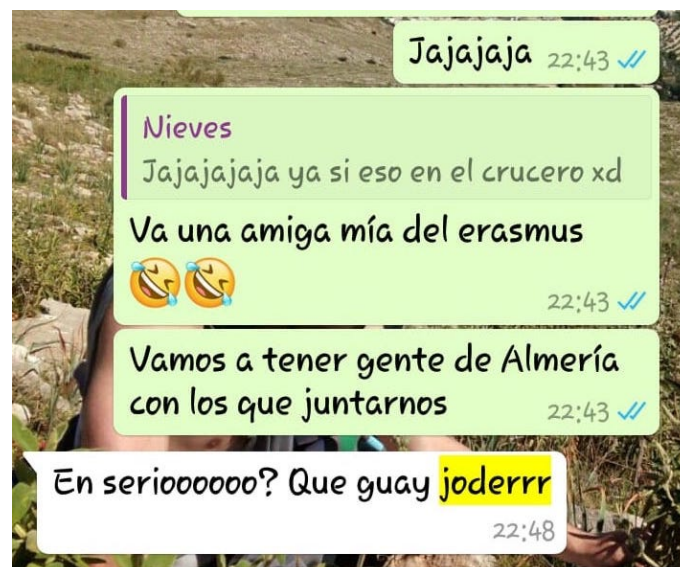 Jajajaja 22:43
Nieves
Jajajajaja ya si eso en el crucero xd
Va una amiga mía del erasmus
🤣🤣
22:43
Vamos a tener gente de Almería
con los que juntarnos 22:43
En serioooooo? Que guay joderrr
22:48